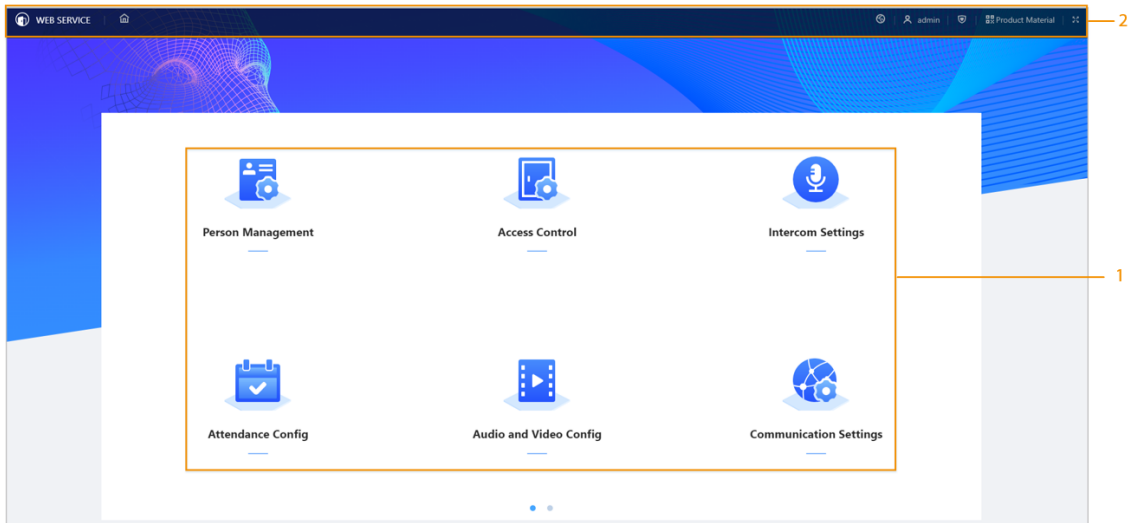 WEB SERVICE
admin
Product Material
2
Person Management
Access Control
Intercom Settings
1
Attendance Config
Audio and Video Config
Communication Settings